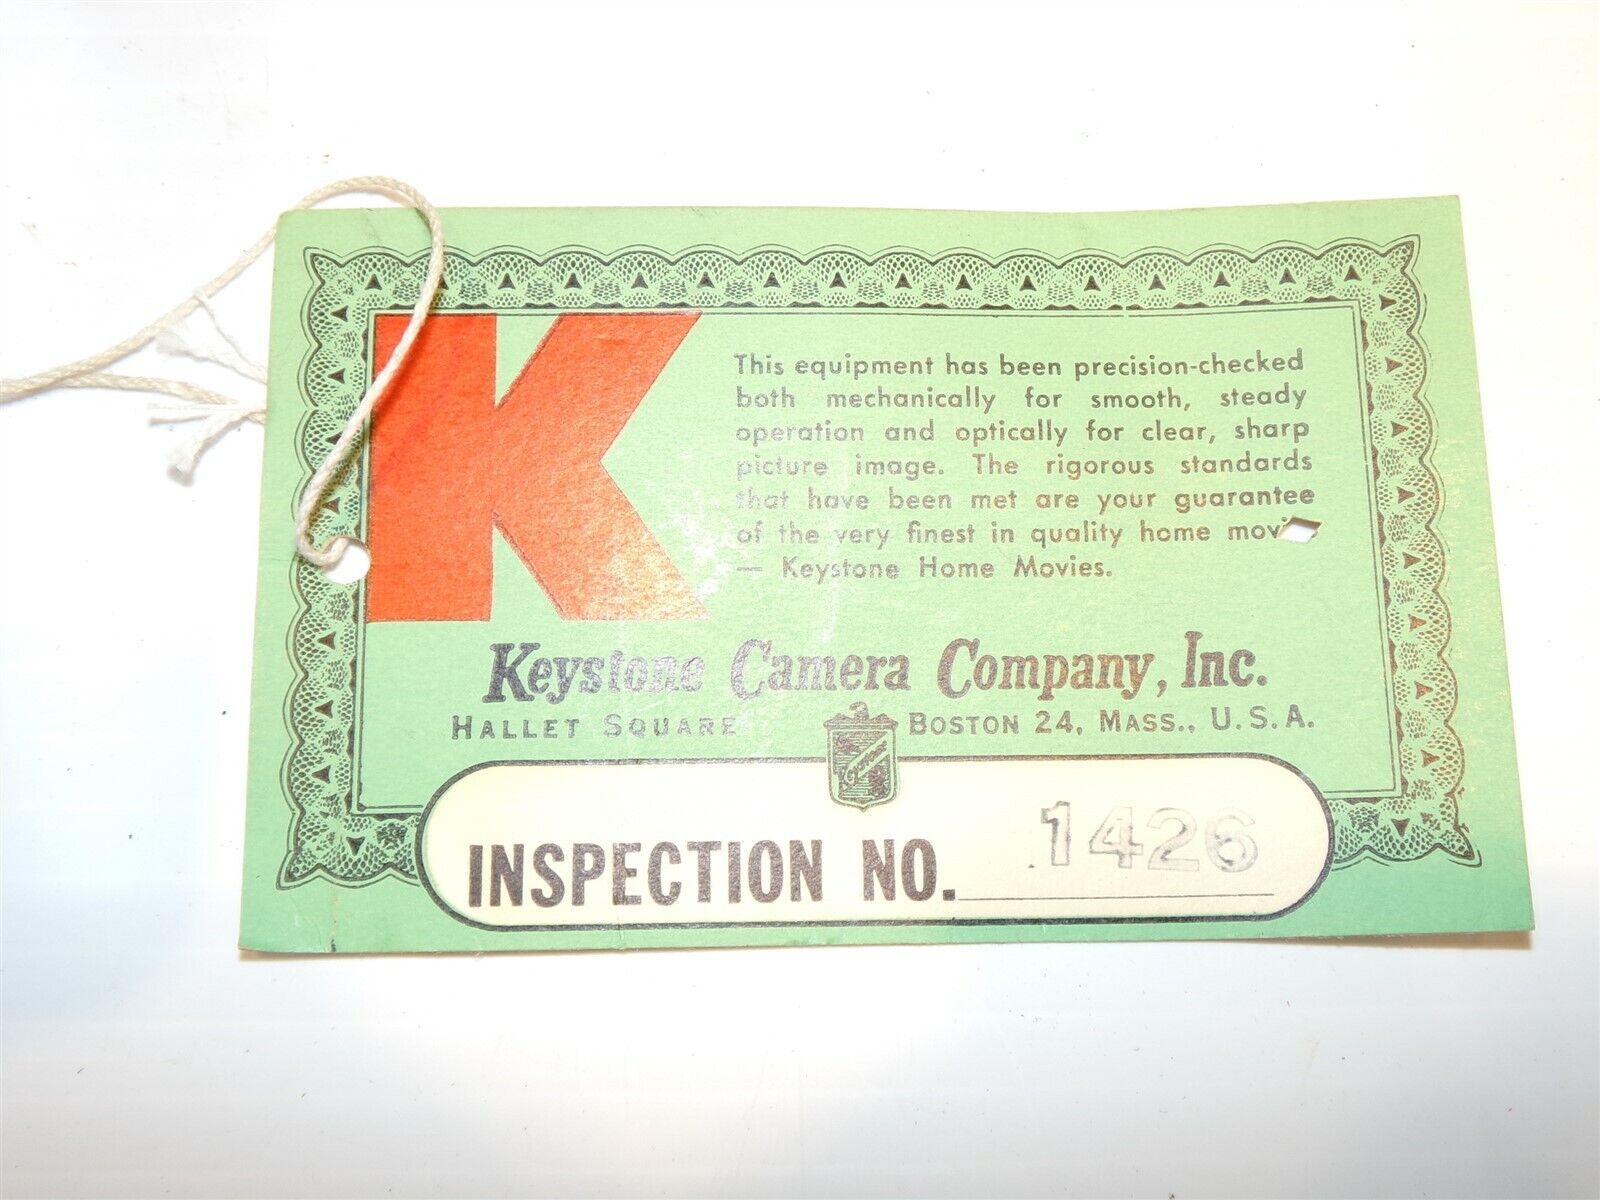 K
This equipment has been precision-checked
both mechanically for smooth, steady
operation and optically for clear, sharp
picture image. The rigorous standards
that have been met are your guarantee
of the very finest in quality home movi
— Keystone Home Movies.
Keystone Camera Company, Inc.
HALLET SQUARE BOSTON 24, MASS., U.S.A.
Keystone
INSPECTION NO. 1426